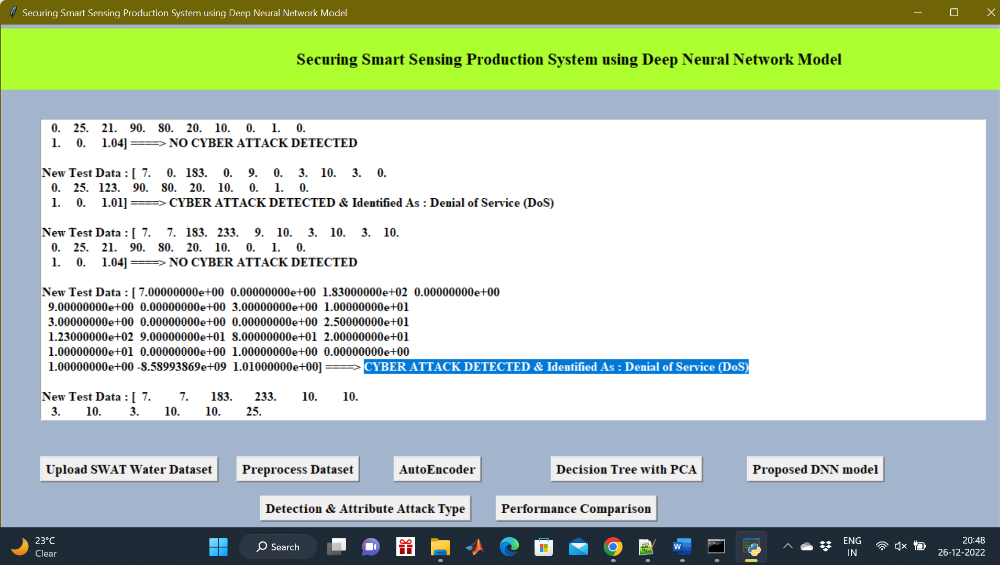 Securing Smart Sensing Production System using Deep Neural Network Model
Securing Smart Sensing Production System using Deep Neural Network Model
0. 25. 21. 90. 80. 20. 10. 0. 1. 0.
1. 0. 1.04] ====> NO CYBER ATTACK DETECTED
New Test Data : [ 7. 0. 183. 0. 9. 0. 3. 10. 3. 0.
0. 25. 123. 90. 80. 20. 10. 0. 1. 0.
1. 0. 1.01] ====> CYBER ATTACK DETECTED & Identified As : Denial of Service (DoS)
New Test Data : [ 7. 7. 183. 233. 9. 10. 3. 10. 3. 10.
0. 25. 21. 90. 80. 20. 10. 0. 1. 0.
1. 0. 1.04] ====> NO CYBER ATTACK DETECTED
New Test Data : [ 7.00000000e+00 0.00000000e+00 1.83000000e+02 0.00000000e+00
9.00000000e+00 0.00000000e+00 3.00000000e+00 1.00000000e+01
3.00000000e+00 0.00000000e+00 0.00000000e+00 2.50000000e+01
1.23000000e+02 9.00000000e+01 8.00000000e+01 2.00000000e+01
1.00000000e+01 0.00000000e+00 1.00000000e+00 0.00000000e+00
1.00000000e+00 -8.58993869e+09 1.01000000e+00] ====> CYBER ATTACK DETECTED & Identified As : Denial of Service (DoS)
New Test Data : [ 7. 7. 183. 233. 10. 10.
3. 10. 3. 10. 10. 25.
Upload SWAT Water Dataset Preprocess Dataset AutoEncoder Decision Tree with PCA Proposed DNN model
Detection & Attribute Attack Type Performance Comparison
23°C
Clear
Search
ENG
IN
20:48
26-12-2022